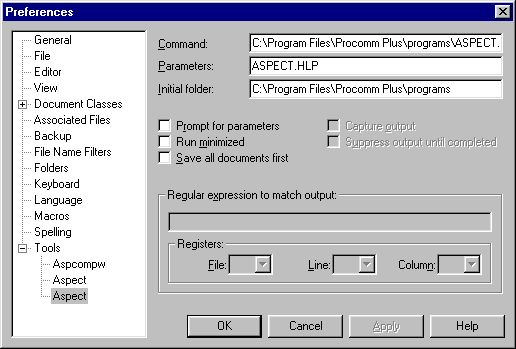 Preferences
General
File
Editor
View
Document Classes
Associated Files
Backup
File Name Filters
Folders
Keyboard
Language
Macros
Spelling
Tools
Aspcompw
Aspect
Aspect
Command: C:\Program Files\Procomm Plus\programs\ASPECT.
Parameters: ASPECT.HLP
Initial folder: C:\Program Files\Procomm Plus\programs
Prompt for parameters Capture output
Run minimized Suppress output until completed
Save all documents first
Regular expression to match output:
Registers:
File: Line: Column:
OK Cancel Apply Help